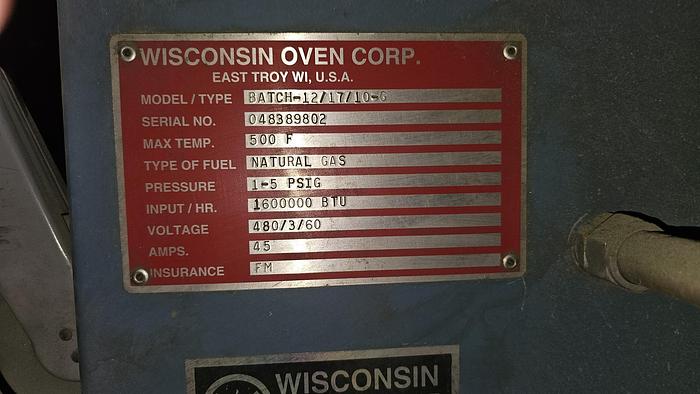 WISCONSIN OVEN CORP.
EAST TROY WI, U.S.A.
MODEL / TYPE BATCH-12/17/10-G
SERIAL NO. 048389802
MAX TEMP. 500 F
TYPE OF FUEL NATURAL GAS
PRESSURE 1-5 PSIG
INPUT / HR. 1600000 BTU
VOLTAGE 480/3/60
AMPS. 45
INSURANCE FM
WISCONSIN